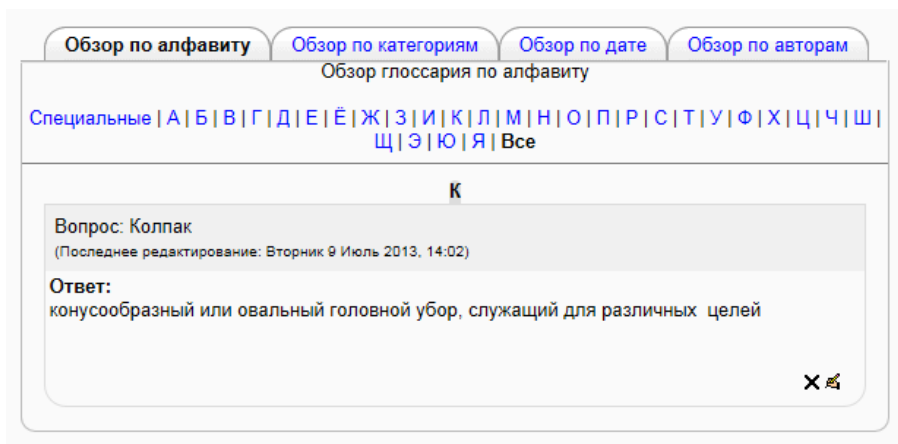 Обзор по алфавиту Обзор по категориям Обзор по дате Обзор по авторам
Обзор глоссария по алфавиту
Специальные | А | Б | В | Г | Д | Е | Ё | Ж | З | И | К | Л | М | Н | О | П | Р | С | Т | У | Ф | Х | Ц | Ч | Ш |
Щ | Э | Ю | Я | Все
К
Вопрос: Колпак
(Последнее редактирование: Вторник 9 Июль 2013, 14:02)
Ответ:
конусообразный или овальный головной убор, служащий для различных целей